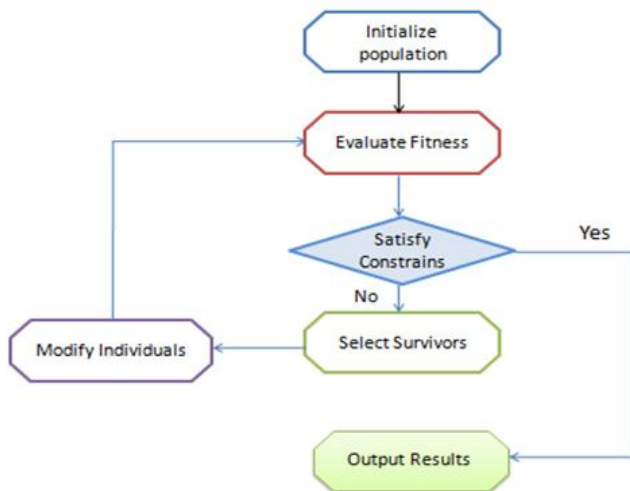 Initialize
population
Evaluate Fitness
Satisfy
Constrains
Yes
No
Select Survivors
Modify Individuals
Output Results